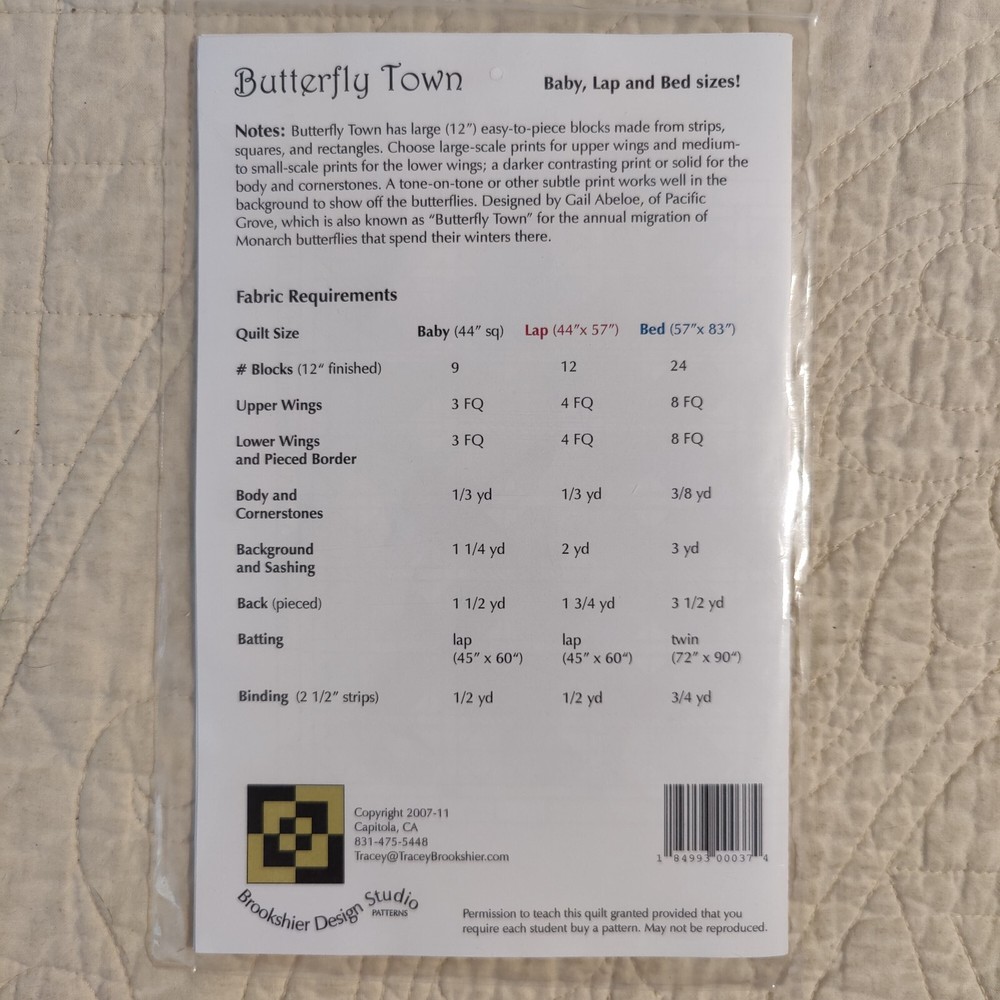 Butterfly Town
Baby, Lap and Bed sizes!
Notes: Butterfly Town has large (12") easy-to-piece blocks made from strips,
squares, and rectangles. Choose large-scale prints for upper wings and medium-
to small-scale prints for the lower wings; a darker contrasting print or solid for the
body and cornerstones. A tone-on-tone or other subtle print works well in the
background to show off the butterflies. Designed by Gail Abeloe, of Pacific
Grove, which is also known as “Butterfly Town” for the annual migration of
Monarch butterflies that spend their winters there.
Fabric Requirements
Quilt Size Baby (44" sq) Lap (44"x 57") Bed (57"x 83")
# Blocks (12" finished) 9 12 24
Upper Wings 3 FQ 4 FQ 8 FQ
Lower Wings 3 FQ 4 FQ 8 FQ
and Pieced Border
Body and 1/3 yd 1/3 yd 3/8 yd
Cornerstones
Background 1 1/4 yd 2 yd 3 yd
and Sashing
Back (pieced) 1 1/2 yd 1 3/4 yd 3 1/2 yd
Batting lap lap twin
(45" x 60") (45" x 60") (72" x 90")
Binding (2 1/2" strips) 1/2 yd 1/2 yd 3/4 yd
Copyright 2007-11
Capitola, CA
831-475-5448
Tracey@TraceyBrookshier.com
Brookshier Design Studio
PATTERNS
1 84993 00037 4
Permission to teach this quilt granted provided that you
require each student buy a pattern. May not be reproduced.